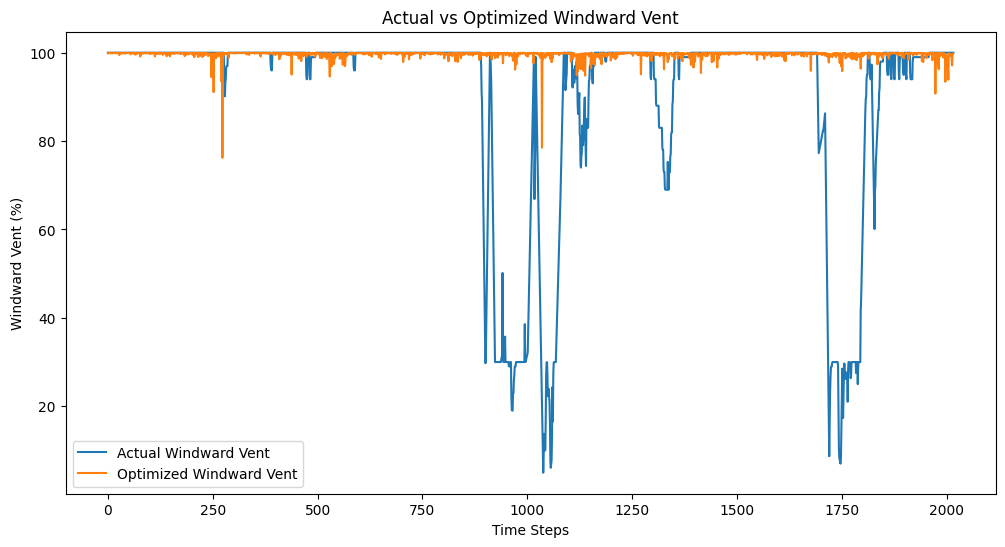 Actual vs Optimized Windward Vent
100
80
60
40
20
Windward Vent (%)
Actual Windward Vent
Optimized Windward Vent
0
250
500
750
1000
1250
1500
1750
2000
Time Steps